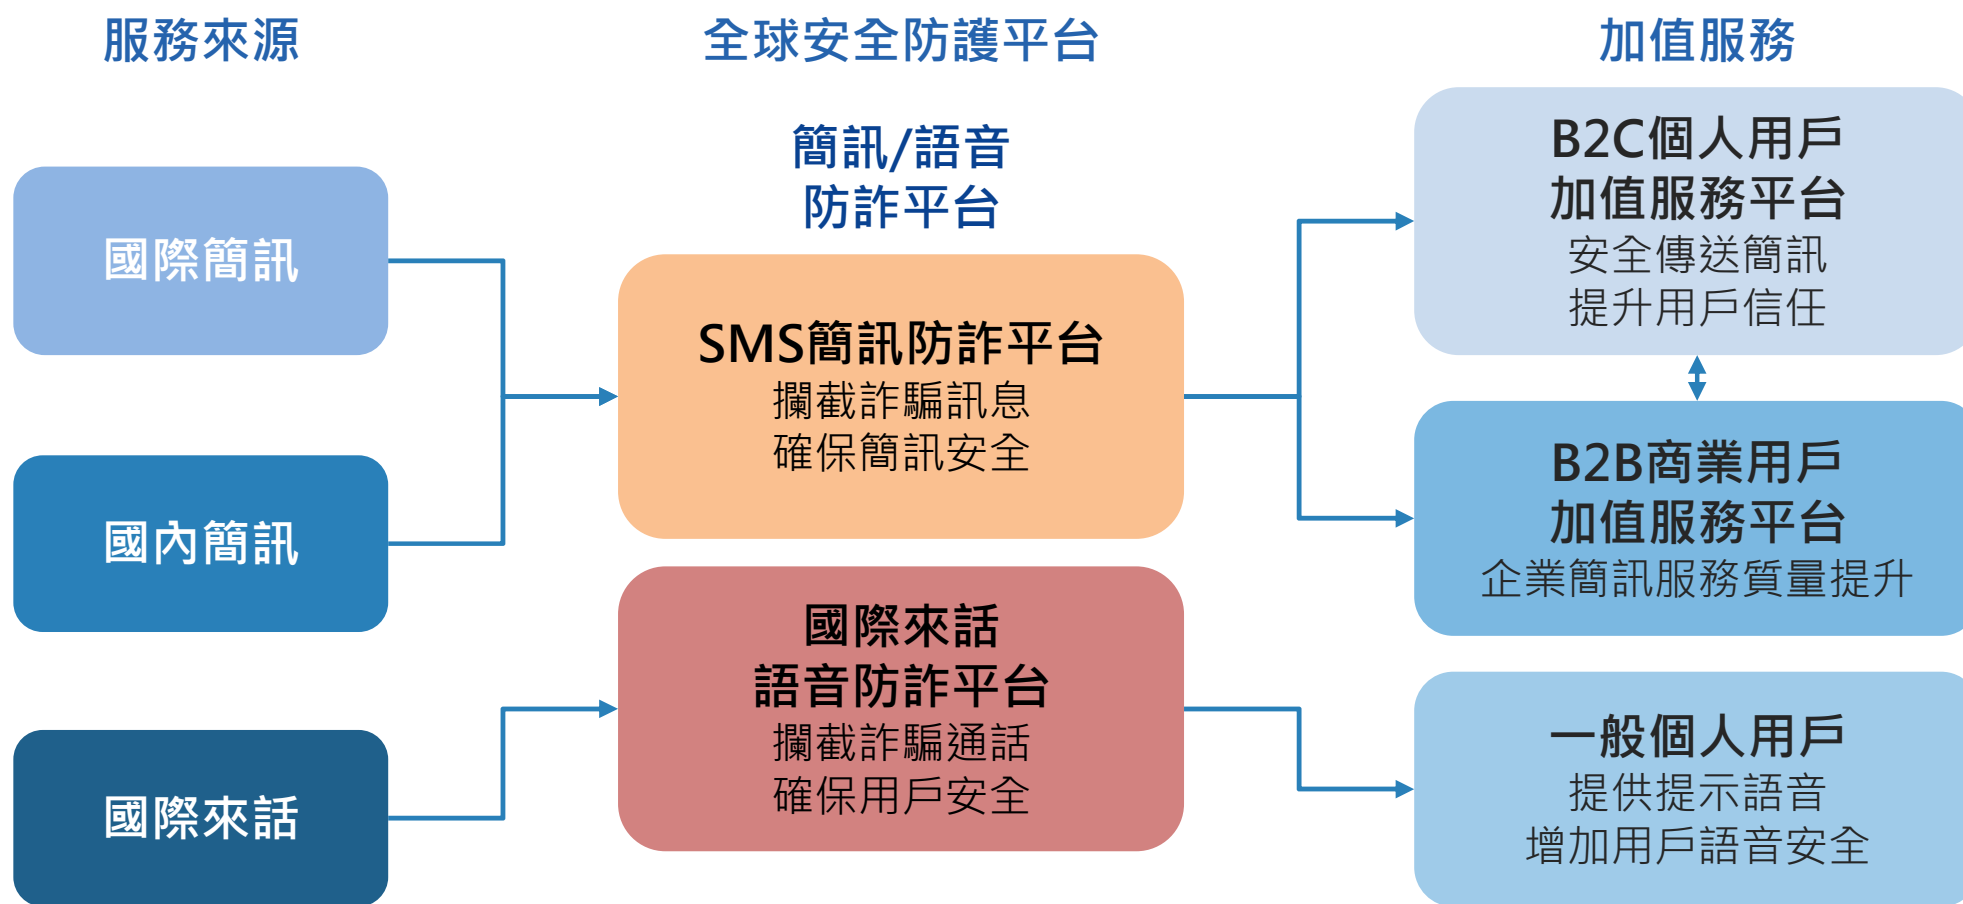 服務來源
全球安全防護平台
加值服務
國際簡訊
國內簡訊
國際來話
簡訊/語音
防詐平台
SMS簡訊防詐平台
攔截詐騙訊息
確保簡訊安全
國際來話
語音防詐平台
攔截詐騙通話
確保用戶安全
B2C個人用戶
加值服務平台
安全傳送簡訊
提升用戶信任
B2B商業用戶
加值服務平台
企業簡訊服務質量提升
一般個人用戶
提供提示語音
增加用戶語音安全